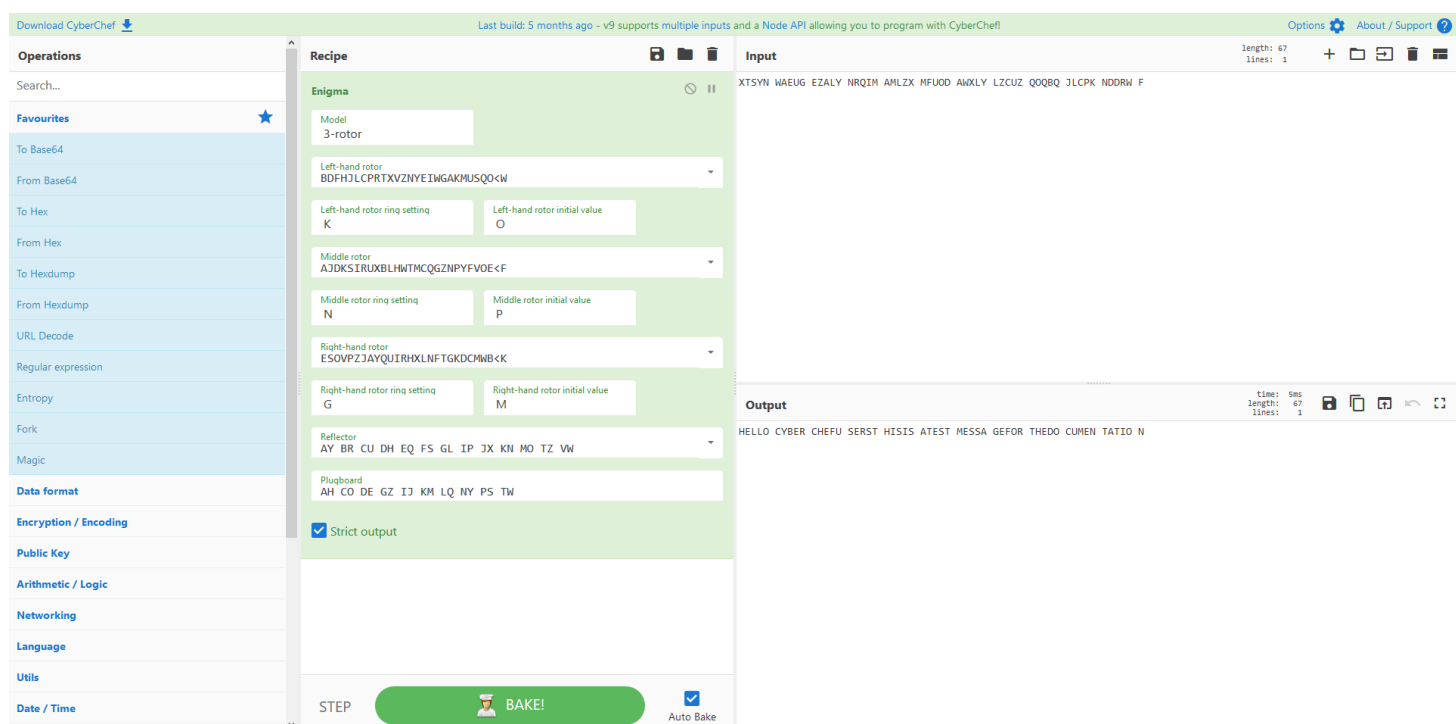 Download CyberChef
Last build: 5 months ago - v9 supports multiple inputs and a Node API allowing you to program with CyberChef!
Options
About / Support
Operations
Search...
Favourites
To Base64
From Base64
To Hex
From Hex
To Hexdump
From Hexdump
URL Decode
Regular expression
Entropy
Fork
Magic
Data format
Encryption / Encoding
Public Key
Arithmetic / Logic
Networking
Language
Utils
Date / Time
Recipe
Enigma
Model
3-rotor
Left-hand rotor
BDFHJLCPRTXVZNYEIWGAKMUSQO<W
Left-hand rotor ring setting
K
Left-hand rotor initial value
O
Middle rotor
AJDKSIRUXBLHWTMCQGZNPYFVOE<F
Middle rotor ring setting
N
Middle rotor initial value
P
Right-hand rotor
ESOVPZJAYQUIRHXLNFTGKDCMWB<K
Right-hand rotor ring setting
G
Right-hand rotor initial value
M
Reflector
AY BR CU DH EQ FS GL IP JX KN MO TZ VW
Plugboard
AH CO DE GZ IJ KM LQ NY PS TW
Strict output
STEP
BAKE!
Auto Bake
Input
length: 67
lines: 1
XTSYN WAEUG EZALY NRQIM AMLZX MFUOD AWXLY LZCUZ QOQBQ JLCPK NDDRW F
Output
time: 5ms
length: 67
lines: 1
HELLO CYBER CHEFU SERST HISIS ATEST MESSA GEFOR THEDO CUMEN TATIO N